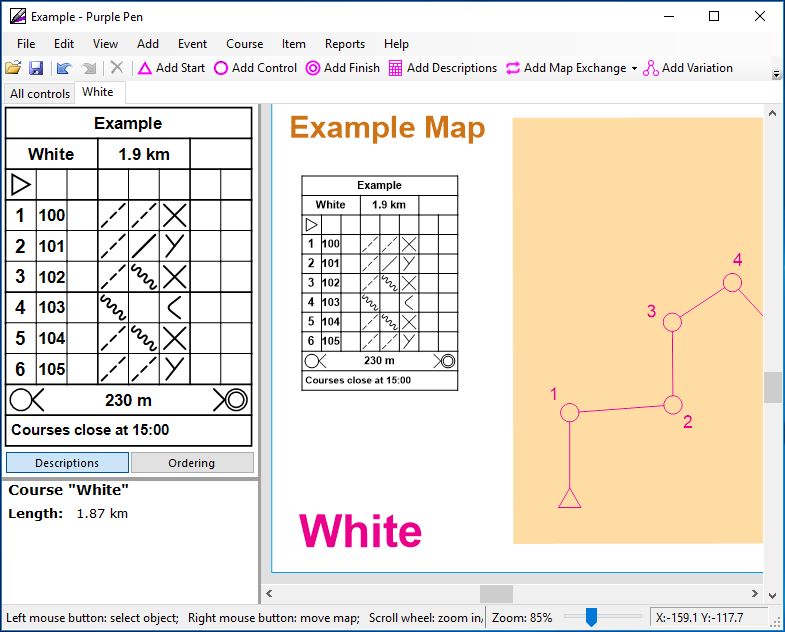 Example - Purple Pen
File Edit View Add Event Course Item Reports Help
Add Start Add Control Add Finish Add Descriptions Add Map Exchange Add Variation
All controls White
Example
White 1.9 km
1 100
2 101
3 102
4 103
5 104
6 105
230 m
Courses close at 15:00
Descriptions Ordering
Course "White"
Length: 1.87 km
Example Map
Example
White 1.9 km
1 100
2 101
3 102
4 103
5 104
6 105
230 m
Courses close at 15:00
White
4
3
1
2
Left mouse button: select object; Right mouse button: move map; Scroll wheel: zoom in, Zoom: 85% X:-159.1 Y:-117.7